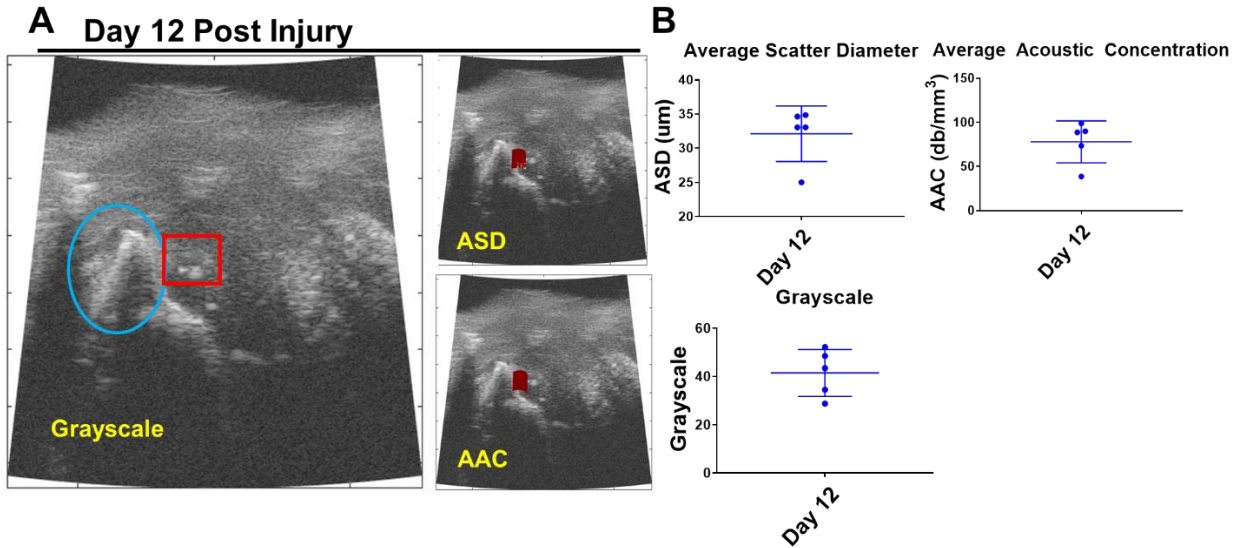 A
Day 12 Post Injury
Grayscale
ASD
AAC
B
Average Scatter Diameter
ASD (um)
40
35
30
25
20
Day 12
Average Acoustic Concentration
AAC (db/mm³)
150
100
50
0
Day 12
Grayscale
Grayscale
60
40
20
0
Day 12